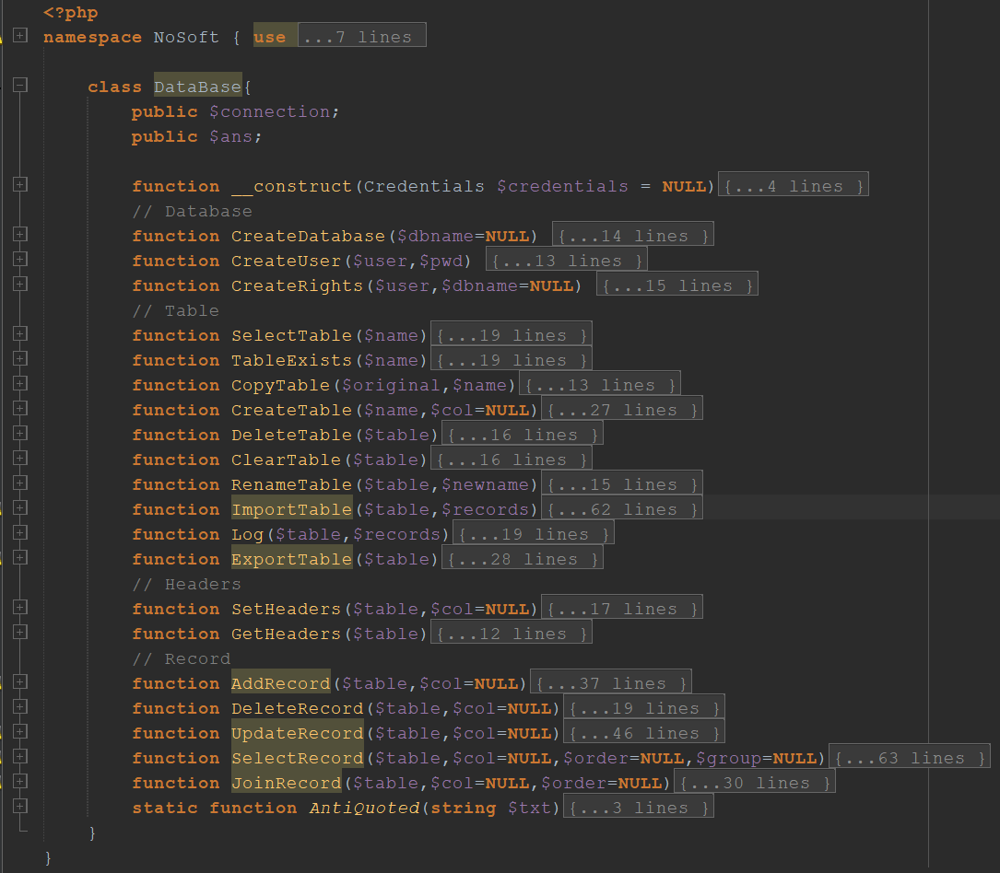 <?php
namespace NoSoft { use ...7 lines
class DataBase{
public $connection;
public $ans;
function __construct(Credentials $credentials = NULL){...4 lines }
// Database
function CreateDatabase($dbname=NULL) {...14 lines }
function CreateUser($user,$pwd) {...13 lines }
function CreateRights($user,$dbname=NULL) {...15 lines }
// Table
function SelectTable($name){...19 lines }
function TableExists($name){...19 lines }
function CopyTable($original,$name){...13 lines }
function CreateTable($name,$col=NULL){...27 lines }
function DeleteTable($table){...16 lines }
function ClearTable($table){...16 lines }
function RenameTable($table,$newname){...15 lines }
function ImportTable($table,$records){...62 lines }
function Log($table,$records){...19 lines }
function ExportTable($table){...28 lines }
// Headers
function SetHeaders($table,$col=NULL){...17 lines }
function GetHeaders($table){...12 lines }
// Record
function AddRecord($table,$col=NULL){...37 lines }
function DeleteRecord($table,$col=NULL){...19 lines }
function UpdateRecord($table,$col=NULL){...46 lines }
function SelectRecord($table,$col=NULL,$order=NULL,$group=NULL){...63 lines }
function JoinRecord($table,$col=NULL,$order=NULL){...30 lines }
static function AntiQuoted(string $txt){...3 lines }
}
}